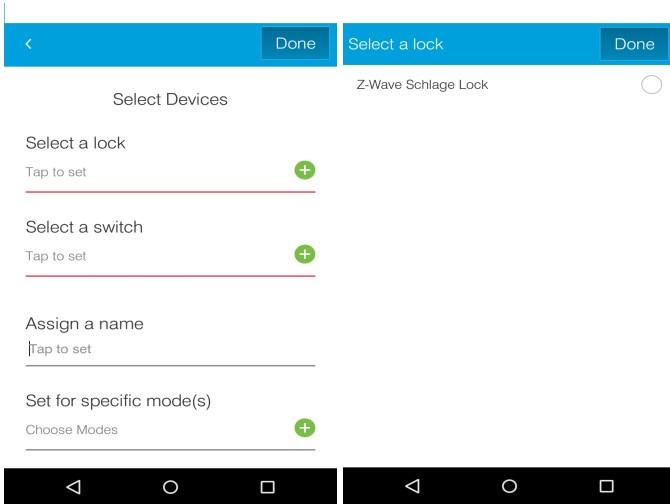 Done
Select Devices
Select a lock
Tap to set
Select a switch
Tap to set
Assign a name
Tap to set
Set for specific mode(s)
Choose Modes
Select a lock
Done
Z-Wave Schlage Lock